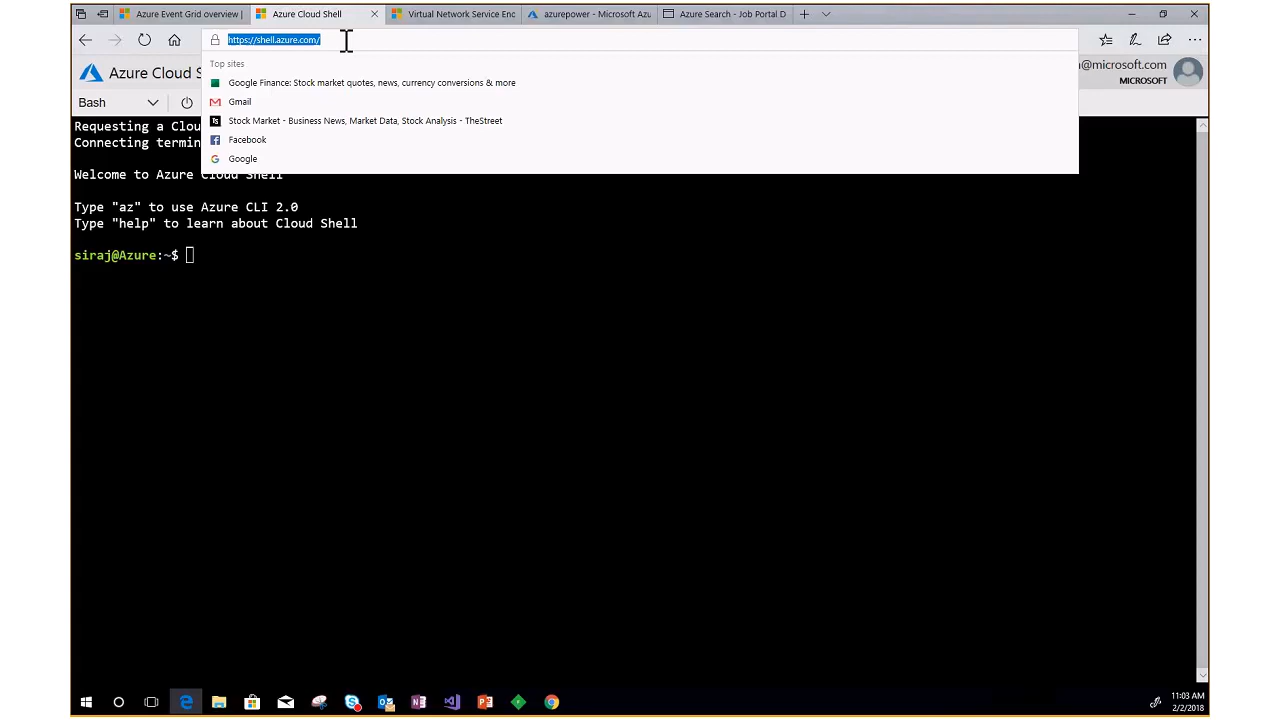 Azure Event Grid overview |
Azure Cloud Shell
Virtual Network Service Enc
azurepower - Microsoft Azu
Azure Search - Job Portal D
https://shell.azure.com/
Top sites
Google Finance: Stock market quotes, news, currency conversions & more
Gmail
Stock Market - Business News, Market Data, Stock Analysis - TheStreet
Facebook
Google
Azure Cloud S
@microsoft.com
MICROSOFT
Bash
Requesting a Clou
Connecting termin
Welcome to Azure Cloud Shell
Type "az" to use Azure CLI 2.0
Type "help" to learn about Cloud Shell
siraj@Azure:~$
11:03 AM
2/2/2018